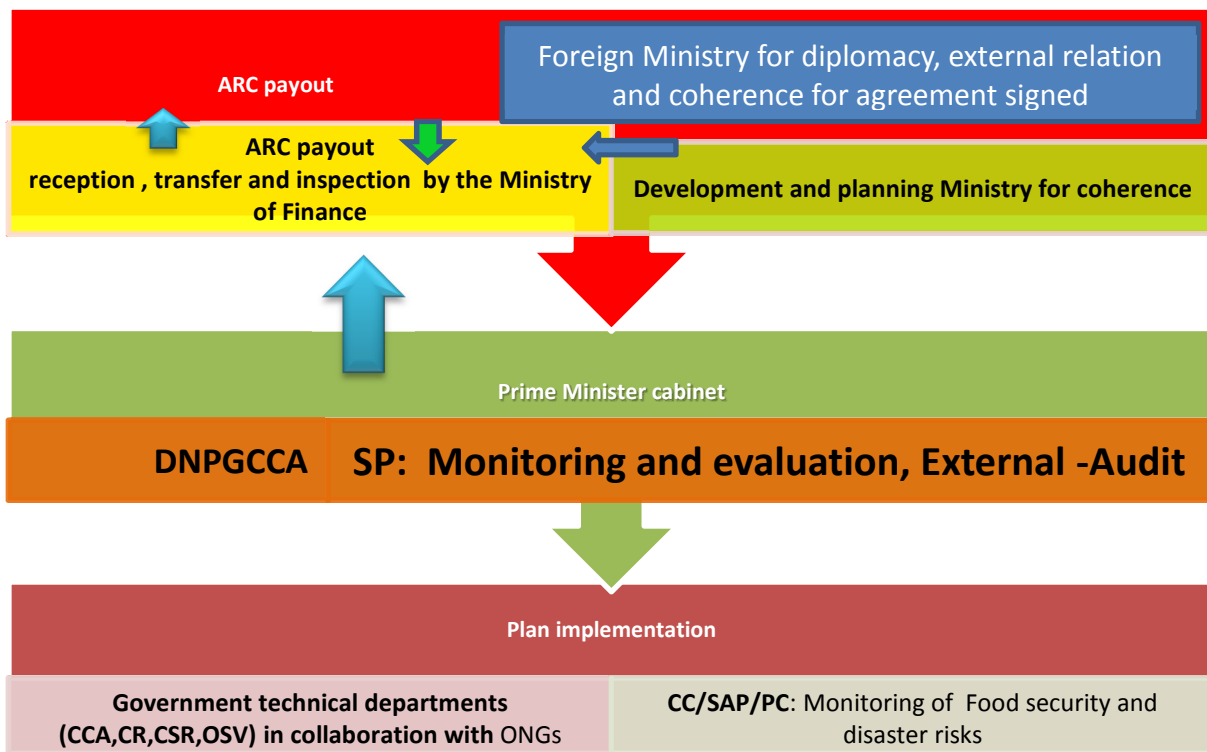 ARC payout
Foreign Ministry for diplomacy, external relation
and coherence for agreement signed
ARC payout
reception , transfer and inspection by the Ministry
of Finance
Development and planning Ministry for coherence
Prime Minister cabinet
DNPGCCA
SP: Monitoring and evaluation, External -Audit
Plan implementation
Government technical departments
(CCA,CR,CSR,OSV) in collaboration with ONGs
CC/SAP/PC: Monitoring of Food security and
disaster risks